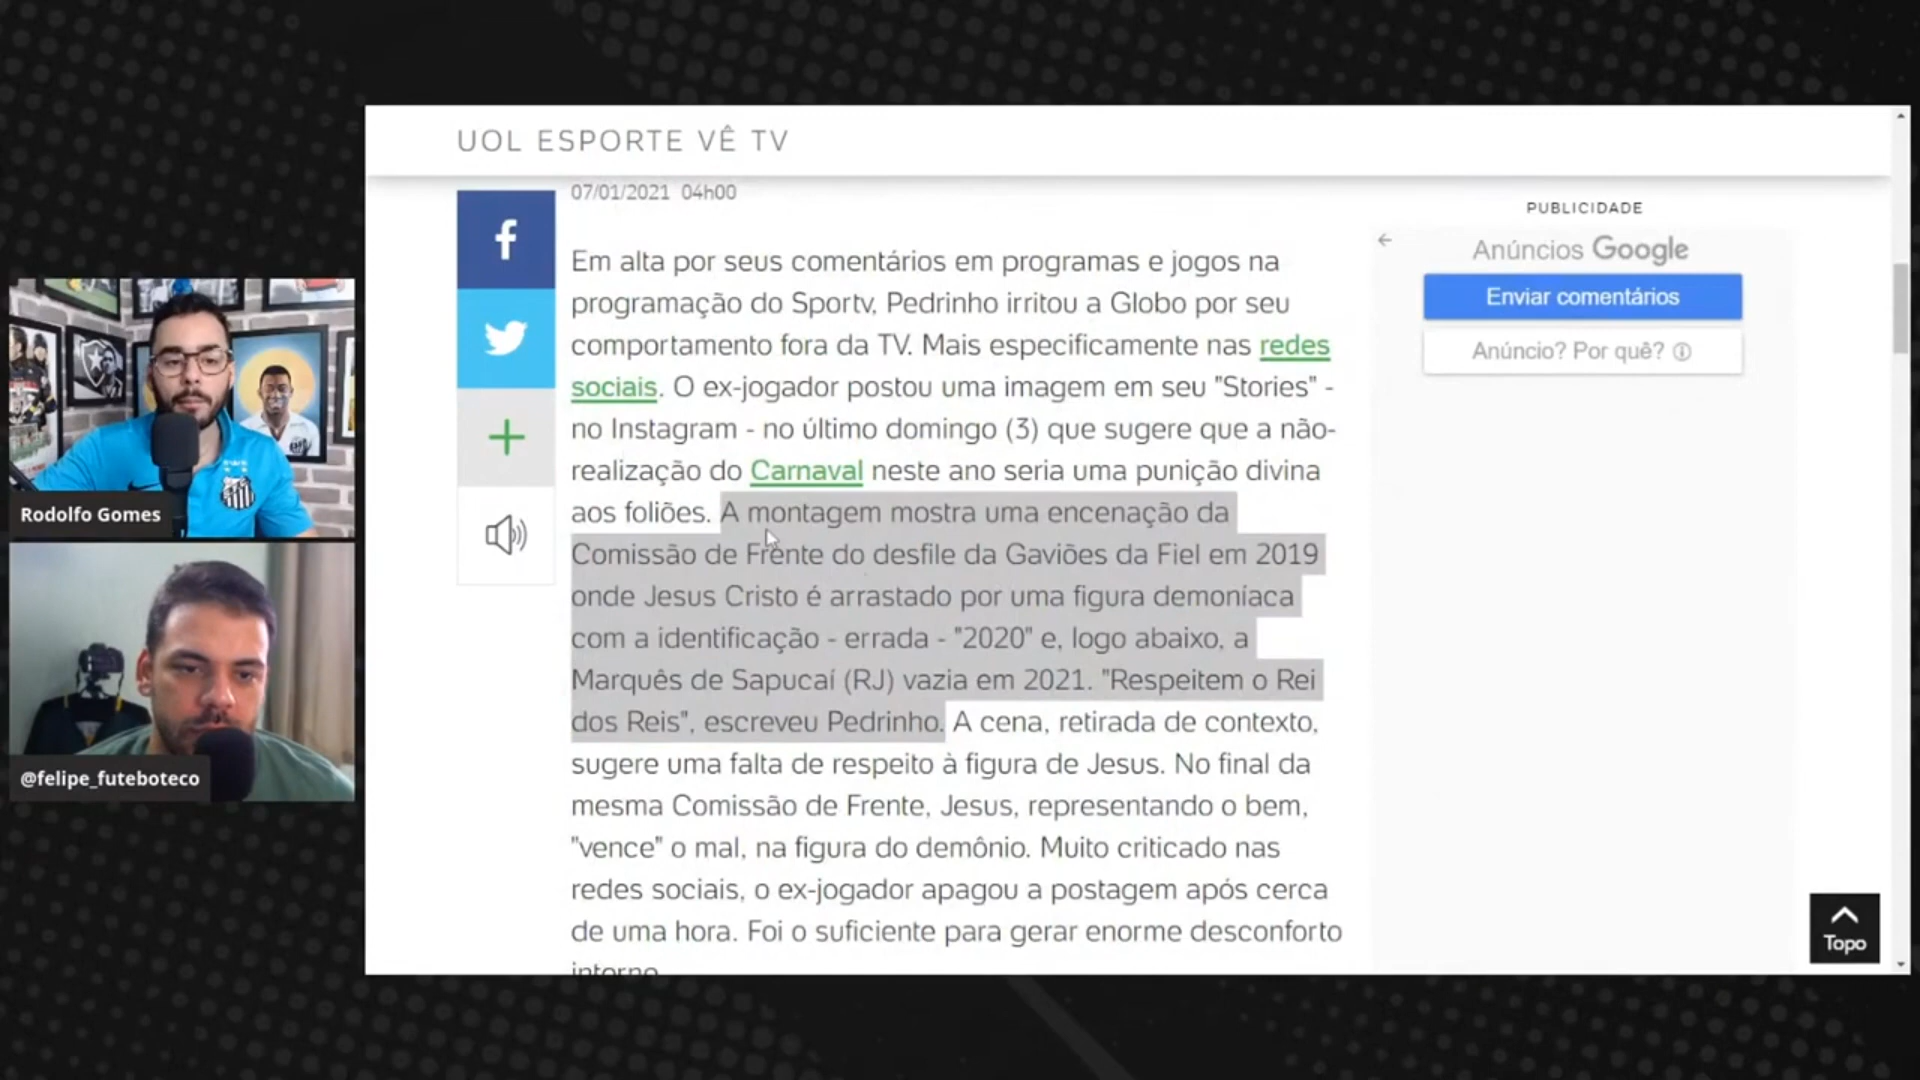 UOL ESPORTE VÊ TV
07/01/2021 04h00
Em alta por seus comentários em programas e jogos na
programação do Sportv, Pedrinho irritou a Globo por seu
comportamento fora da TV. Mais especificamente nas redes
sociais. O ex-jogador postou uma imagem em seu "Stories" -
no Instagram - no último domingo (3) que sugere que a não-
realização do Carnaval neste ano seria uma punição divina
aos foliões. A montagem mostra uma encenação da
Comissão de Frente do desfile da Gaviões da Fiel em 2019
onde Jesus Cristo é arrastado por uma figura demoníaca
com a identificação - errada - "2020" e, logo abaixo, a
Marquês de Sapucaí (RJ) vazia em 2021. "Respeitem o Rei
dos Reis", escreveu Pedrinho. A cena, retirada de contexto,
sugere uma falta de respeito à figura de Jesus. No final da
mesma Comissão de Frente, Jesus, representando o bem,
"vence" o mal, na figura do demônio. Muito criticado nas
redes sociais, o ex-jogador apagou a postagem após cerca
de uma hora. Foi o suficiente para gerar enorme desconforto
interno
PUBLICIDADE
Anúncios Google
Enviar comentários
Anúncio? Por quê?
Topo
Rodolfo Gomes
@felipe_futeboteco